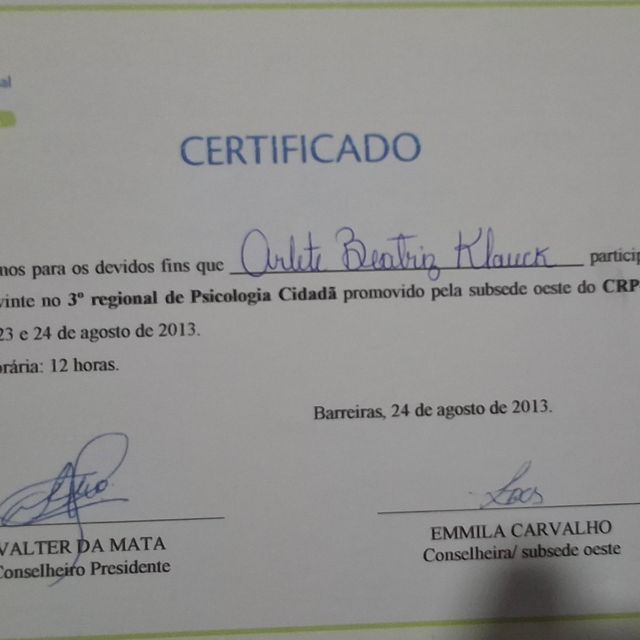 al
CERTIFICADO
mos para os devidos fins que Arlete Beatriz Klauck particip
vinte no 3º regional de Psicologia Cidadã promovido pela subsede oeste do CRP
23 e 24 de agosto de 2013.
orária: 12 horas.
Barreiras, 24 de agosto de 2013.
VALTER DA MATA
Conselheiro Presidente
EMMILA CARVALHO
Conselheira/ subsede oeste